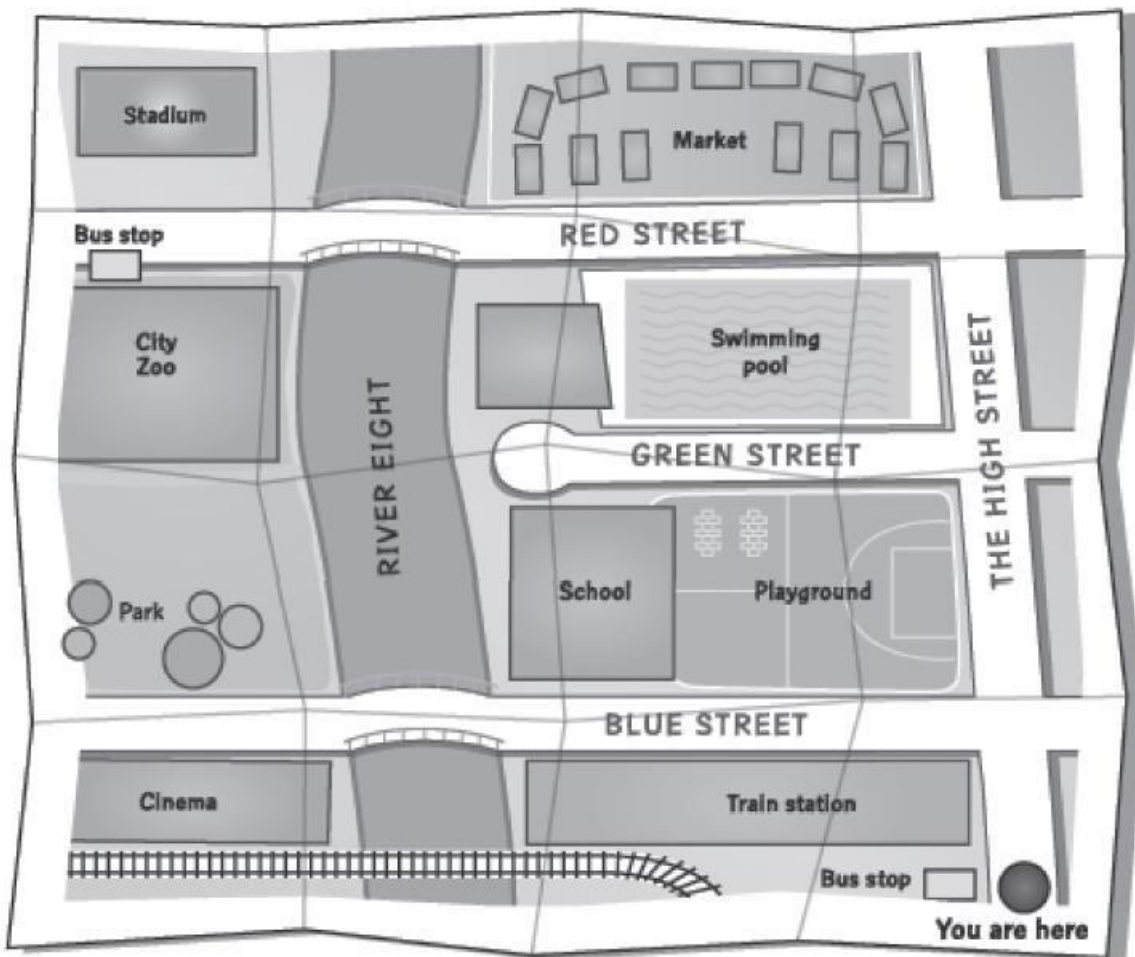 Stadium
Market
RED STREET
Bus stop
City
Zoo
Swimming
pool
THE HIGH STREET
RIVER EIGHT
GREEN STREET
Park
School
Playground
BLUE STREET
Cinema
Train station
Bus stop
You are here